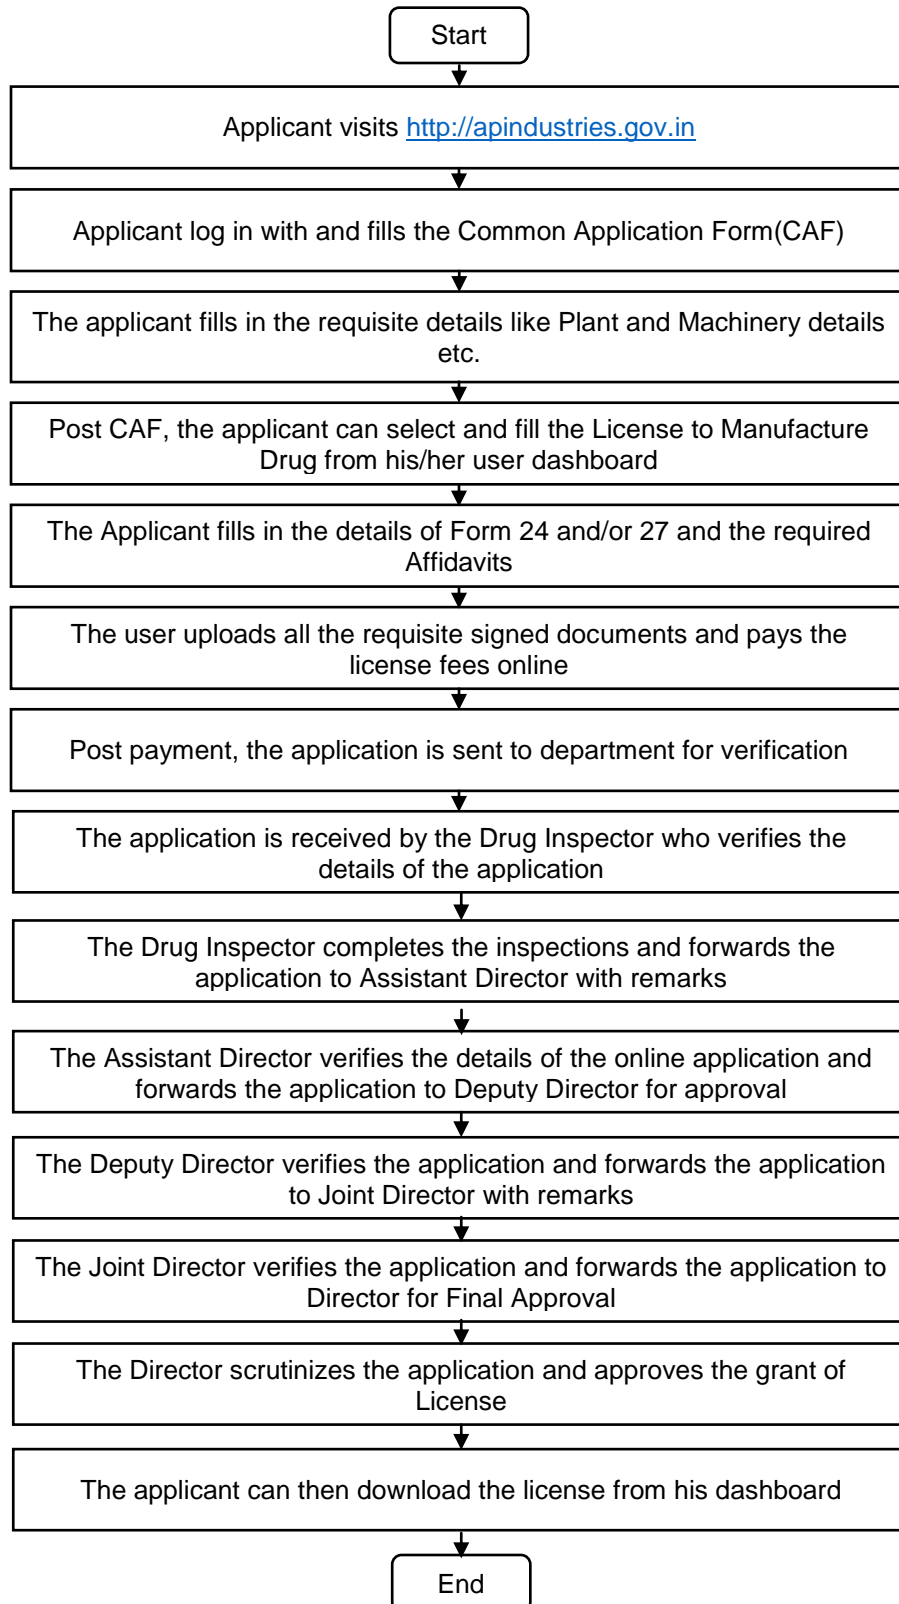 Start
Applicant visits http://apindustries.gov.in
Applicant log in with and fills the Common Application Form(CAF)
The applicant fills in the requisite details like Plant and Machinery details
etc.
Post CAF, the applicant can select and fill the License to Manufacture
Drug from his/her user dashboard
The Applicant fills in the details of Form 24 and/or 27 and the required
Affidavits
The user uploads all the requisite signed documents and pays the
license fees online
Post payment, the application is sent to department for verification
The application is received by the Drug Inspector who verifies the
details of the application
The Drug Inspector completes the inspections and forwards the
application to Assistant Director with remarks
The Assistant Director verifies the details of the online application and
forwards the application to Deputy Director for approval
The Deputy Director verifies the application and forwards the application
to Joint Director with remarks
The Joint Director verifies the application and forwards the application to
Director for Final Approval
The Director scrutinizes the application and approves the grant of
License
The applicant can then download the license from his dashboard
End